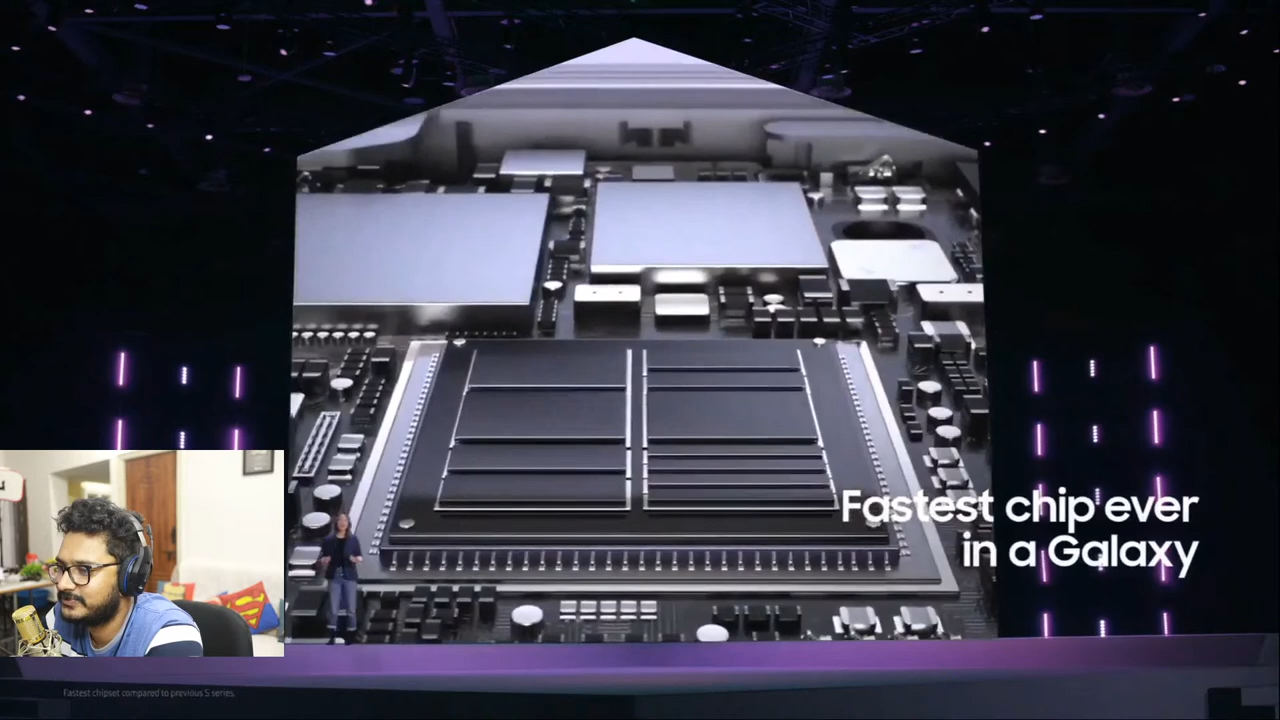 Fastest chip ever
in a Galaxy
Fastest chipset compared to previous S series.